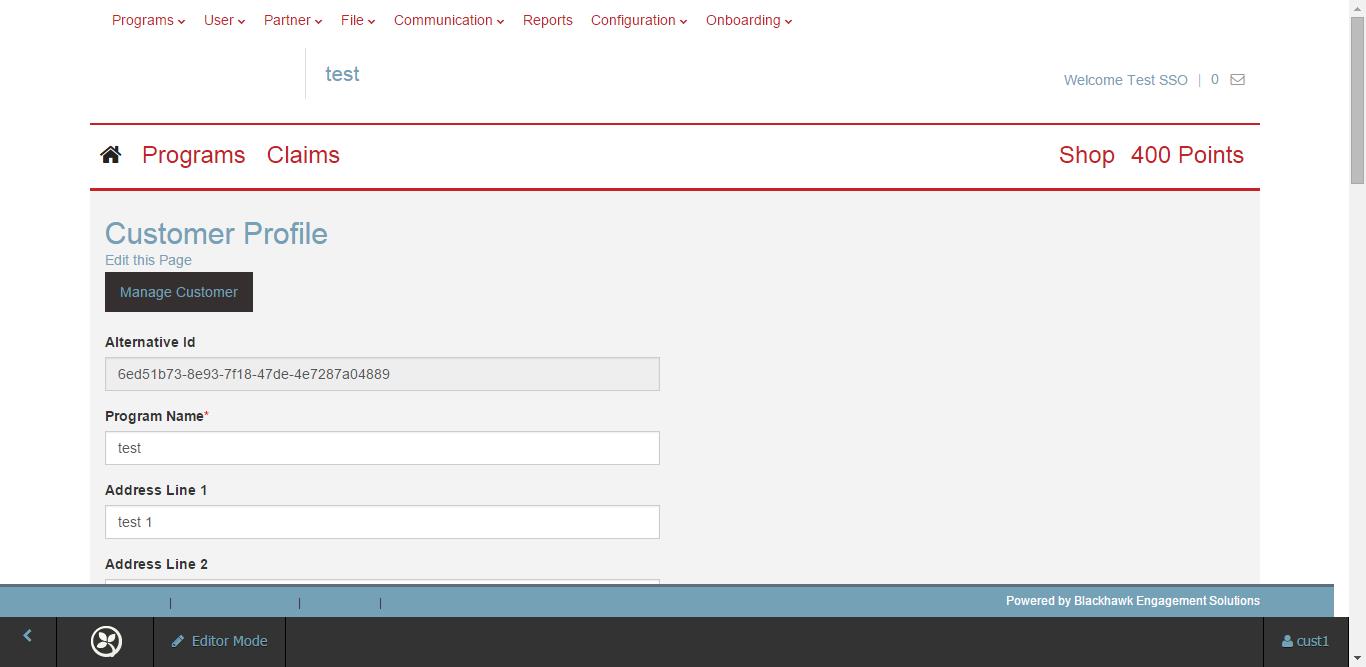 Programs User Partner File Communication Reports Configuration Onboarding
test
Welcome Test SSO | 0
Programs Claims Shop 400 Points
Customer Profile
Edit this Page
Manage Customer
Alternative Id
6ed51b73-8e93-7f18-47de-4e7287a04889
Program Name*
test
Address Line 1
test 1
Address Line 2
| | | Powered by Blackhawk Engagement Solutions
Editor Mode cust1